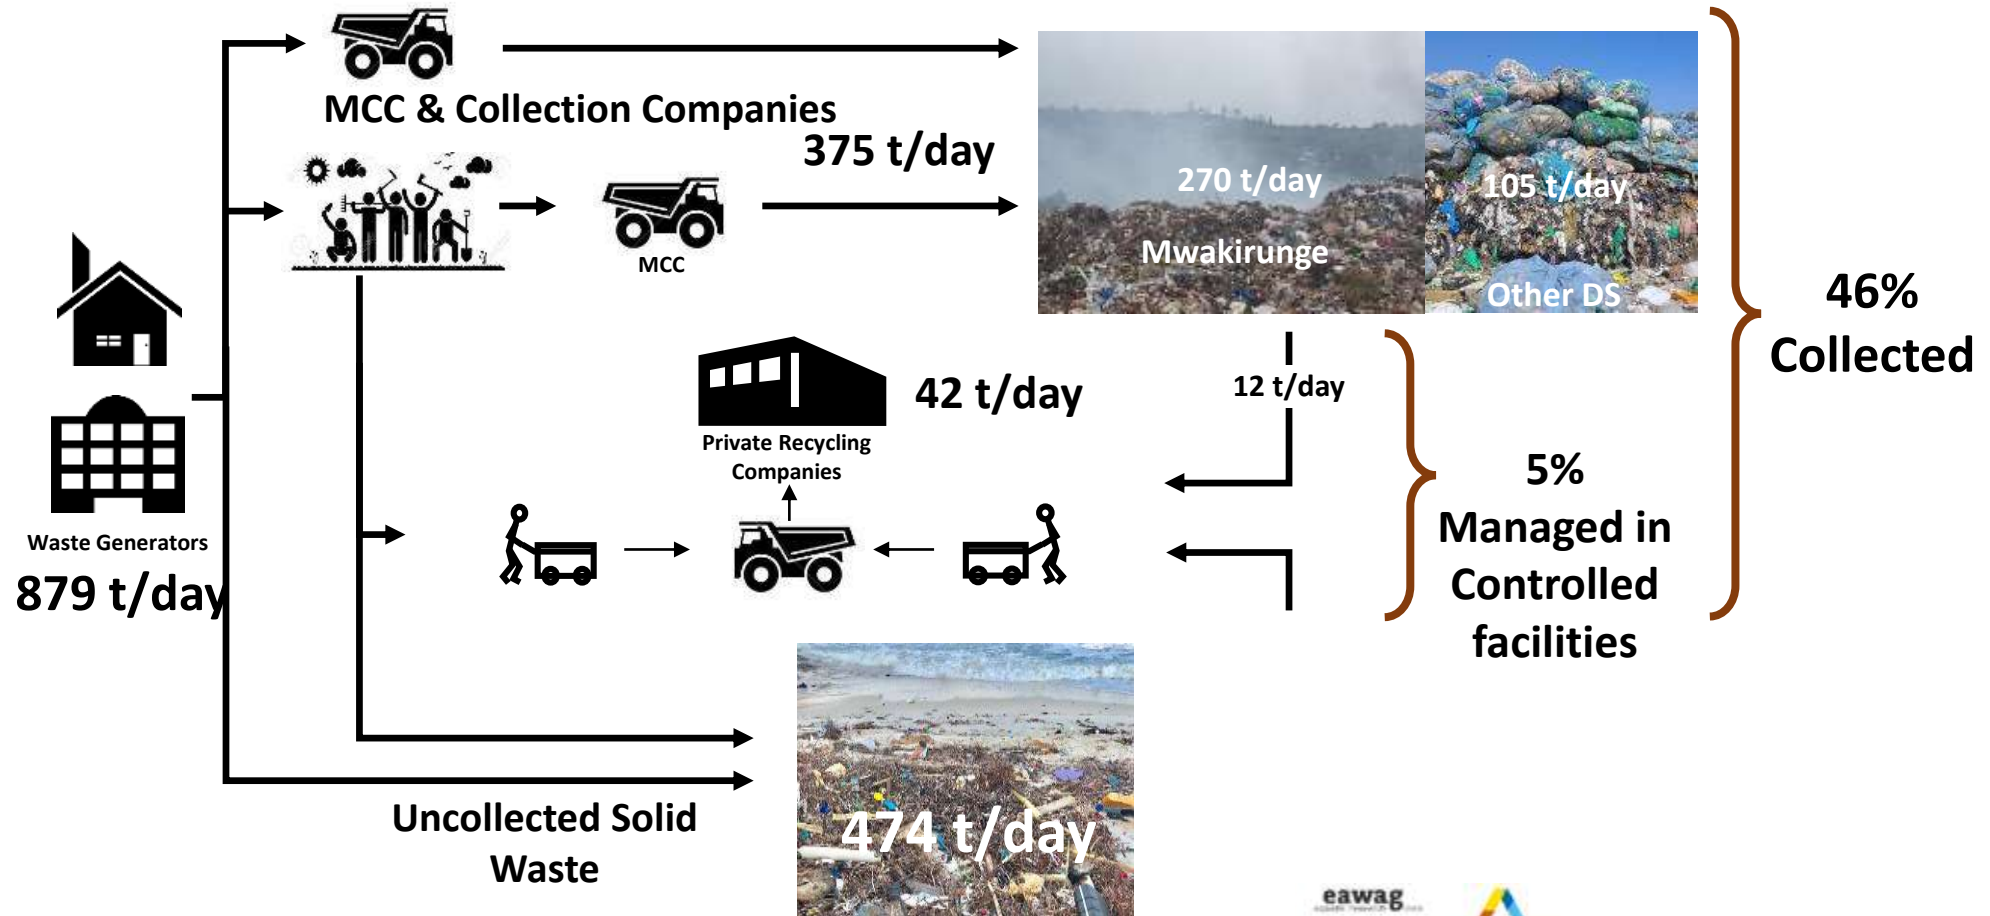 MCC & Collection Companies
375 t/day
MCC
270 t/day
Mwakirunge
105 t/day
Other DS
46%
Collected
42 t/day
Private Recycling
Companies
12 t/day
5%
Managed in
Controlled
facilities
Waste Generators
879 t/day
Uncollected Solid
Waste
474 t/day
eawag